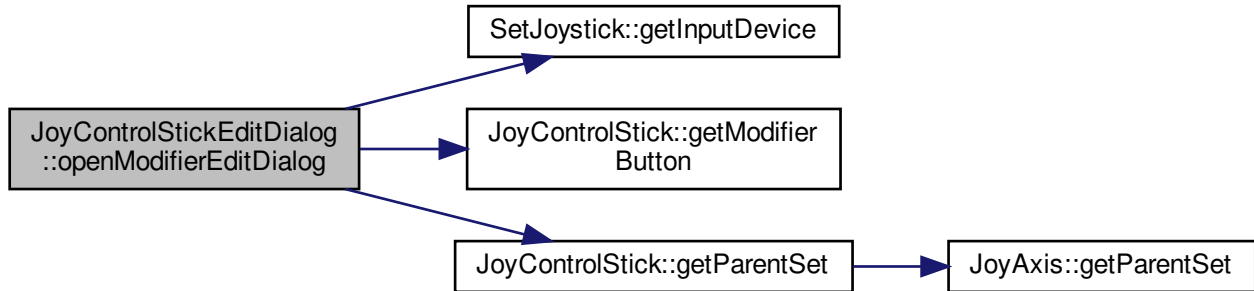 SetJoystick::getInputDevice
JoyControlStickEditDialog
::openModifierEditDialog
JoyControlStick::getModifier
Button
JoyControlStick::getParentSet
JoyAxis::getParentSet